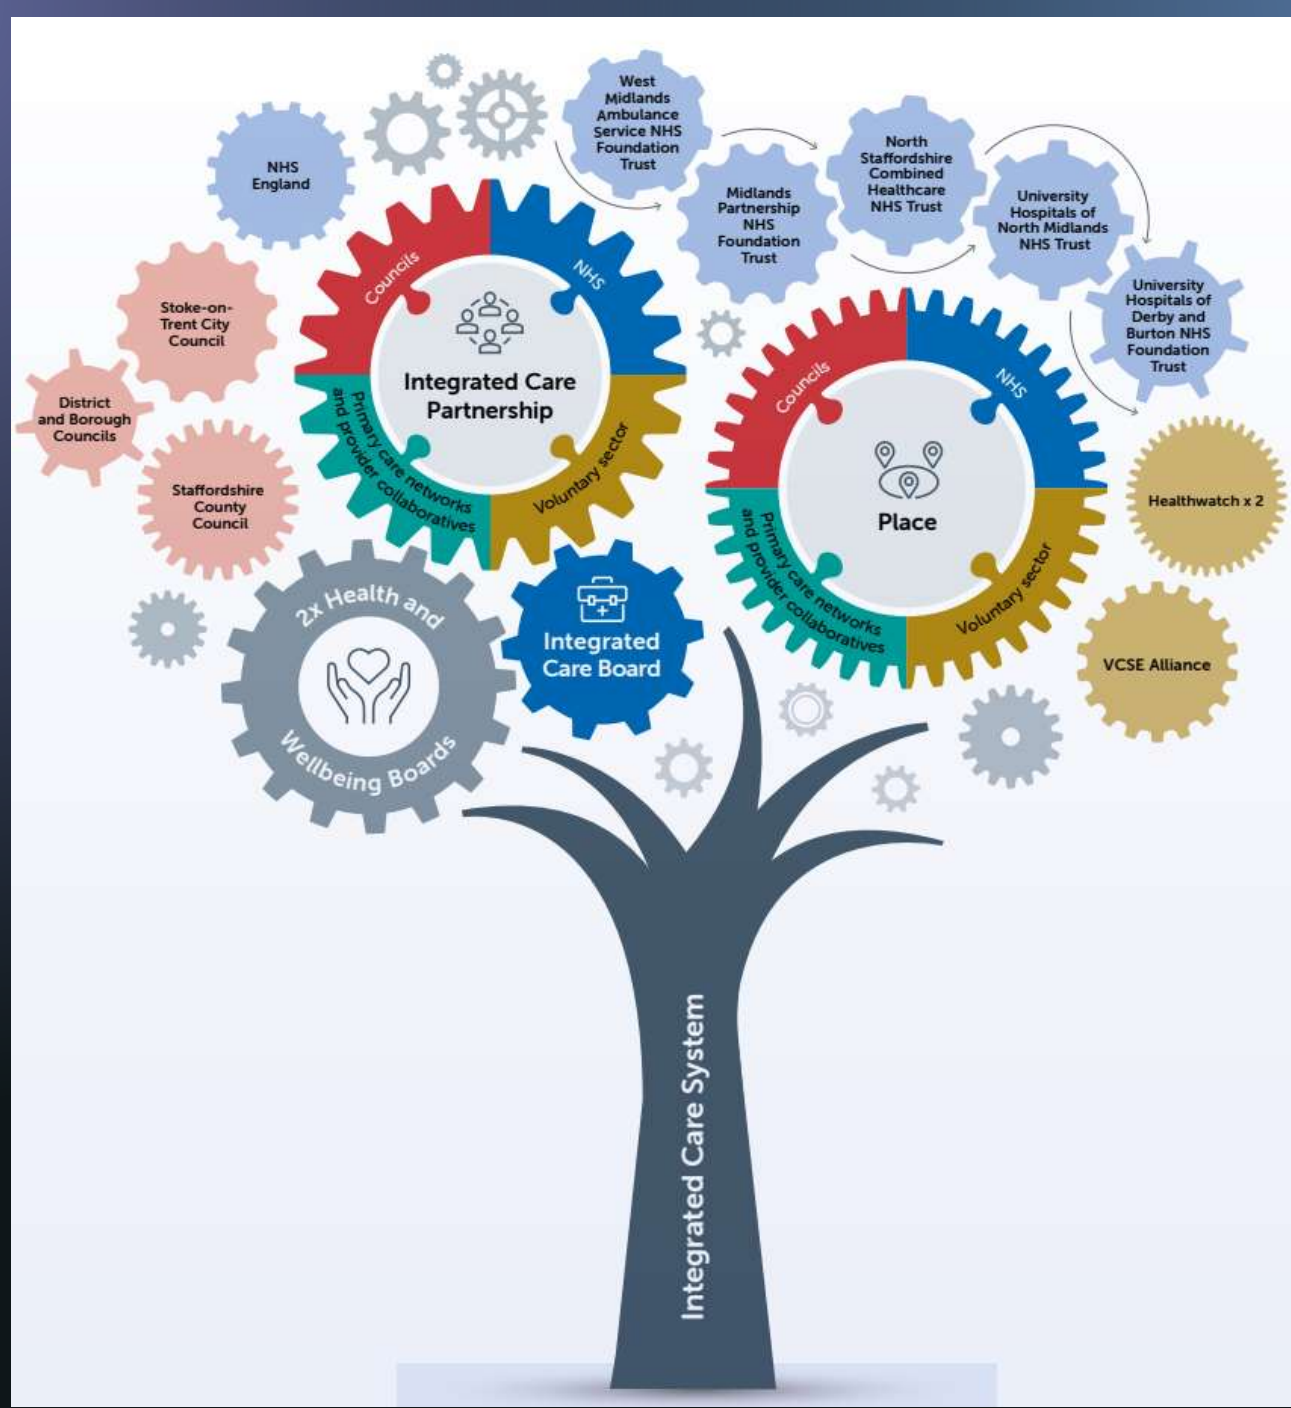 West
Midlands
Ambulance
Service NHS
Foundation
Trust
NHS
England
North
Staffordshire
Combined
Healthcare
NHS Trust
Midlands
Partnership
NHS
Foundation
Trust
University
Hospitals of
North Midlands
NHS Trust
University
Hospitals of
Derby and
Burton NHS
Foundation
Trust
Stoke-on-
Trent City
Council
District
and Borough
Councils
Staffordshire
County
Council
Councils
NHS
Integrated Care
Partnership
Primary care networks
and provider collaboratives
Voluntary sector
Councils
NHS
Place
Primary care networks
and provider collaboratives
Voluntary sector
Healthwatch x 2
VCSE Alliance
2x Health and
Wellbeing Boards
Integrated
Care Board
Integrated Care System